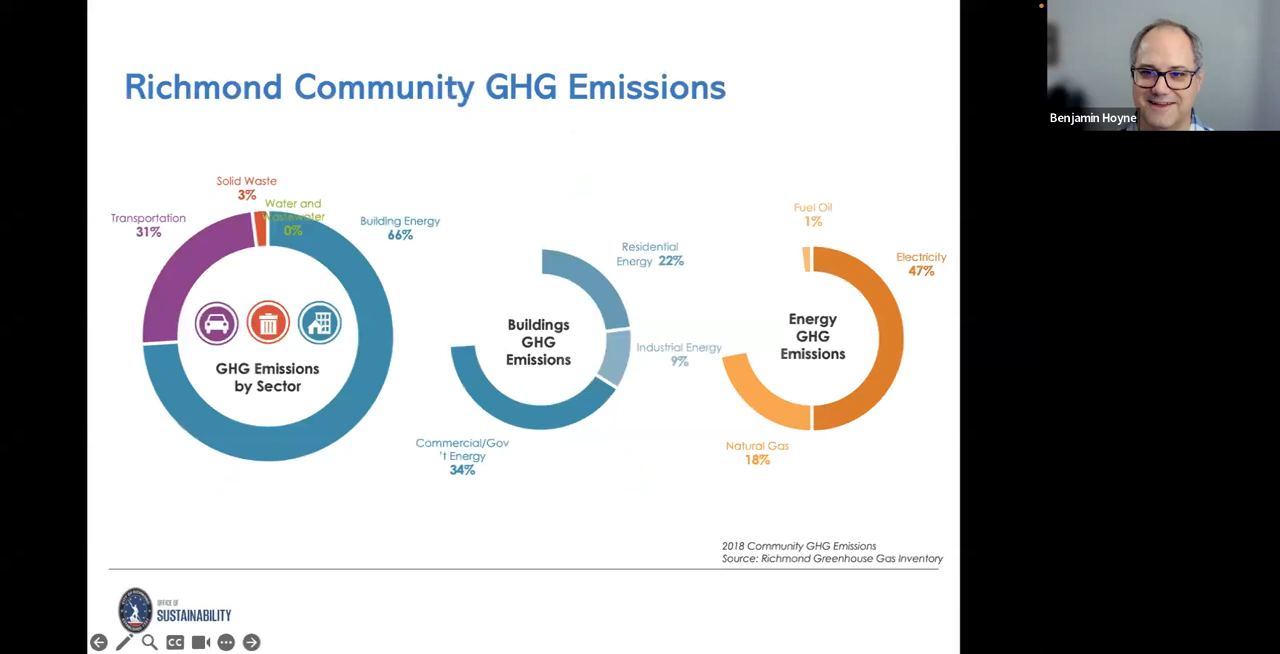 Richmond Community GHG Emissions
Benjamin Hoyne
Solid Waste
3%
Water and
Wastewater
0%
Transportation
31%
Building Energy
66%
GHG Emissions
by Sector
Residential
Energy 22%
Buildings
GHG
Emissions
Industrial Energy
9%
Commercial/Gov
't Energy
34%
Fuel Oil
1%
Electricity
47%
Energy
GHG
Emissions
Natural Gas
18%
2018 Community GHG Emissions
Source: Richmond Greenhouse Gas Inventory
OFFICE OF
SUSTAINABILITY
CC